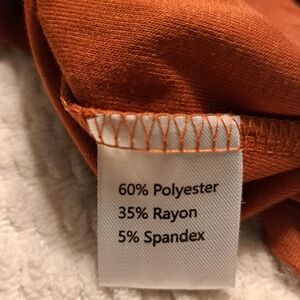 60% Polyester
35% Rayon
5% Spandex